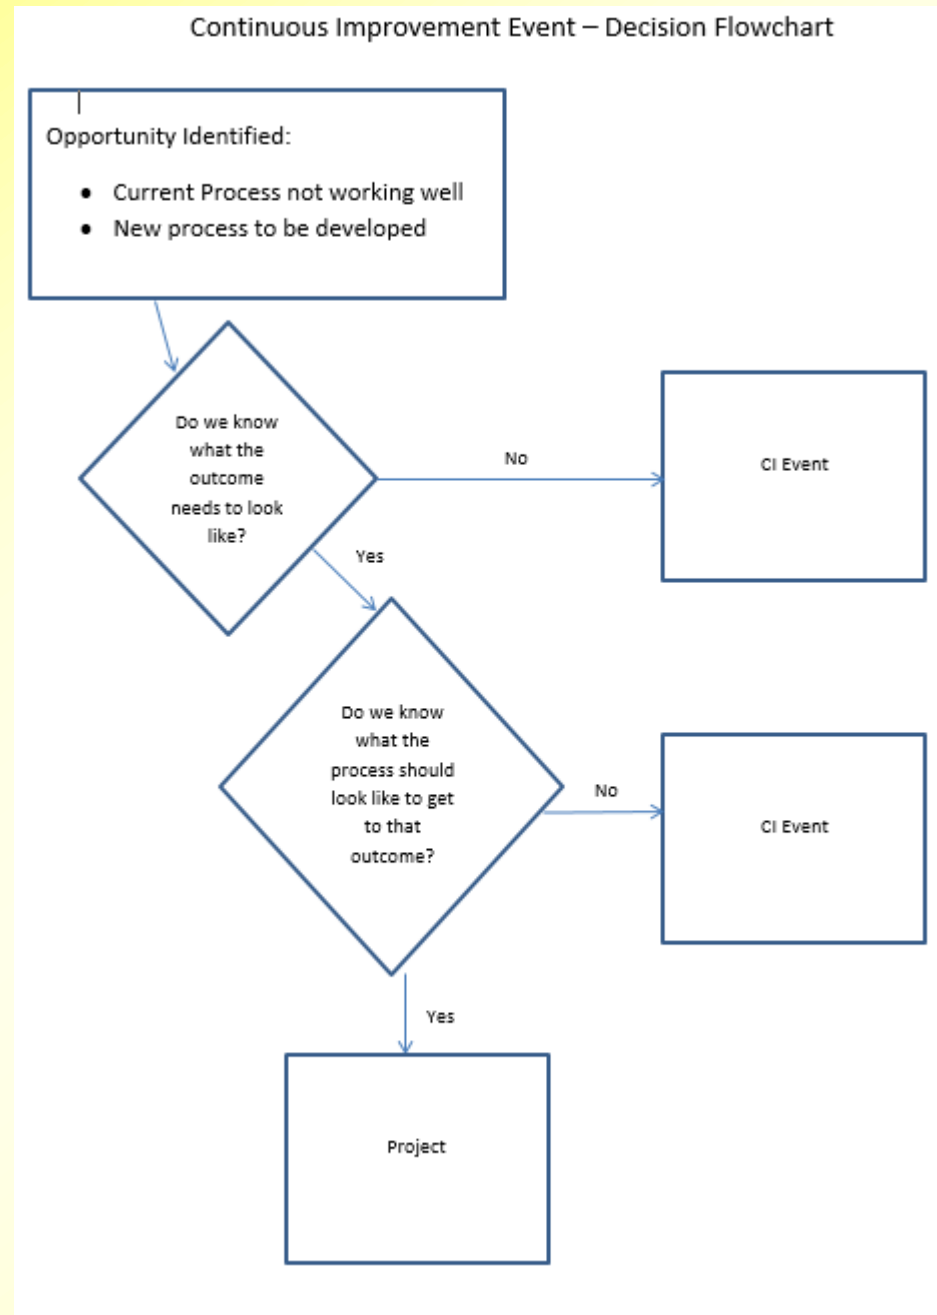 Continuous Improvement Event – Decision Flowchart
Opportunity Identified:
• Current Process not working well
• New process to be developed
Do we know
what the
outcome
needs to look
like?
No
CI Event
Yes
Do we know
what the
process should
look like to get
to that
outcome?
No
CI Event
Yes
Project